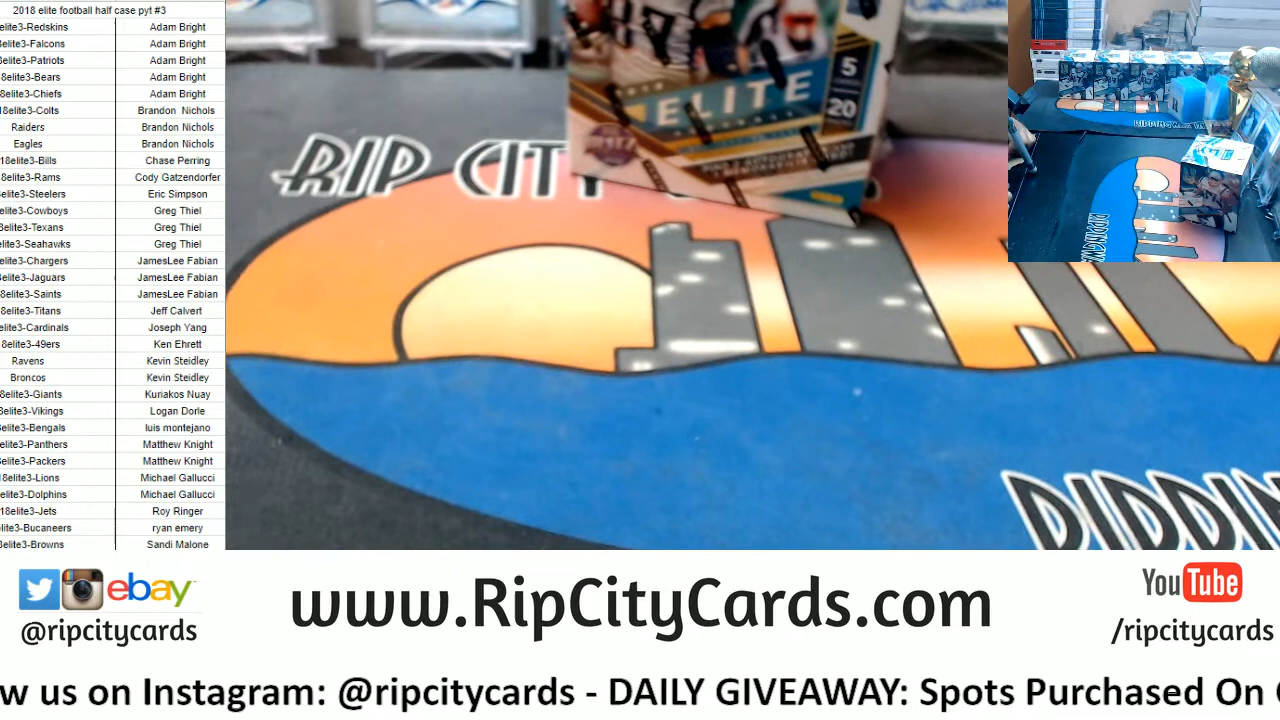 2018 elite football half case pyt #3
elite3-Redskins Adam Bright
elite3-Falcons Adam Bright
elite3-Patriots Adam Bright
8elite3-Bears Adam Bright
elite3-Chiefs Adam Bright
18elite3-Colts Brandon Nichols
Raiders Brandon Nichols
Eagles Brandon Nichols
18elite3-Bills Chase Perring
8elite3-Rams Cody Gatzendorfer
elite3-Steelers Eric Simpson
elite3-Cowboys Greg Thiel
elite3-Texans Greg Thiel
elite3-Seahawks Greg Thiel
elite3-Chargers JamesLee Fabian
elite3-Jaguars JamesLee Fabian
8elite3-Saints JamesLee Fabian
8elite3-Titans Jeff Calvert
elite3-Cardinals Joseph Yang
8elite3-49ers Ken Ehrett
Ravens Kevin Steidley
Broncos Kevin Steidley
8elite3-Giants Kuriakos Nuay
8elite3-Vikings Logan Dorle
elite3-Bengals luis montejano
elite3-Panthers Matthew Knight
elite3-Packers Matthew Knight
18elite3-Lions Michael Gallucci
elite3-Dolphins Michael Gallucci
18elite3-Jets Roy Ringer
elite3-Bucaneers ryan emery
8elite3-Browns Sandi Malone
ELITE
5
20
RIP CITY
RIPPIN
ebay
@ripcitycards
www.RipCityCards.com
YouTube
/ripcitycards
w us on Instagram: @ripcitycards - DAILY GIVEAWAY: Spots Purchased On